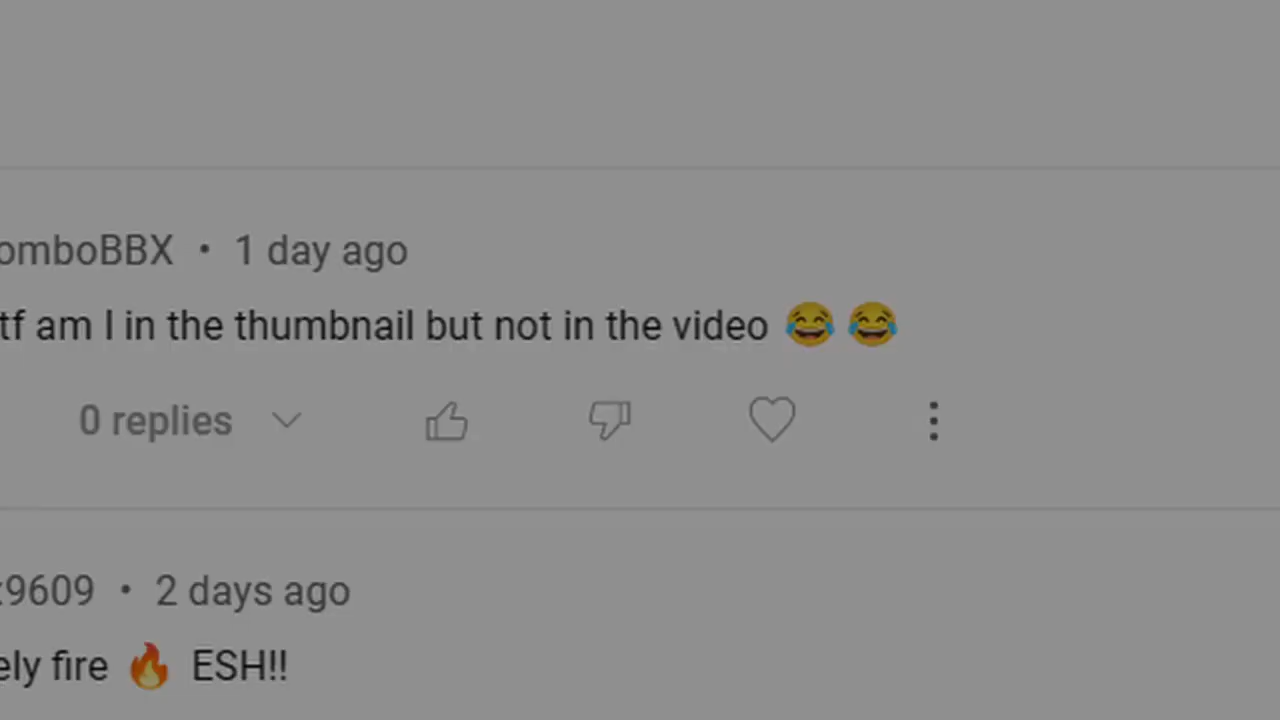 omboBBX • 1 day ago
tf am I in the thumbnail but not in the video 😂 😂
0 replies
9609 • 2 days ago
ely fire 🔥 ESH!!